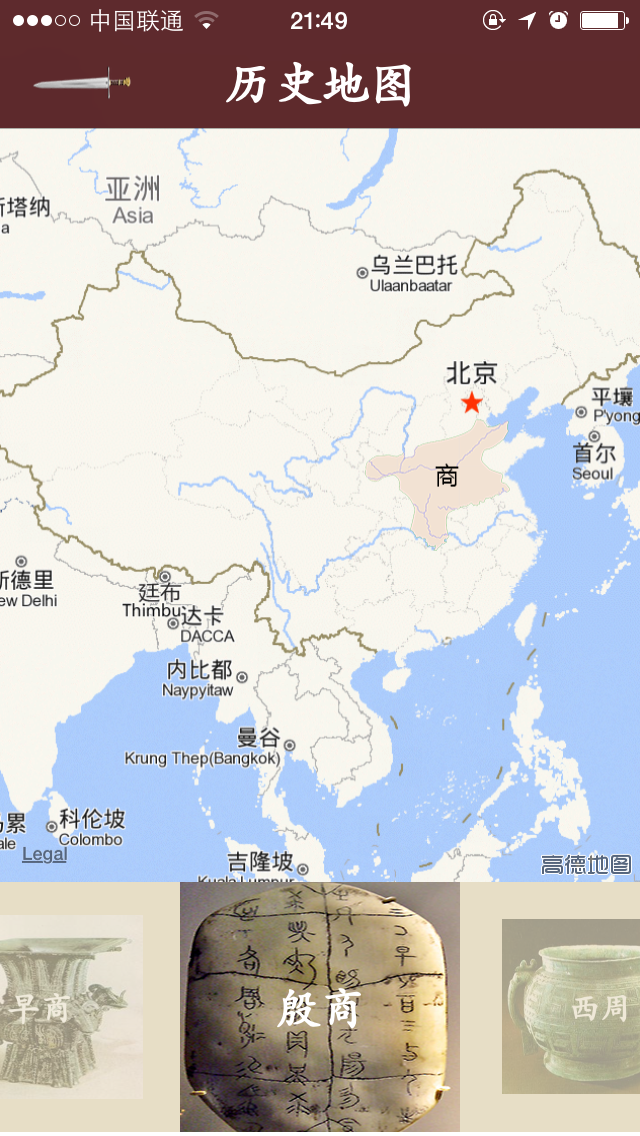 中国联通
21:49
历史地图
斯塔纳
a
亚洲
Asia
乌兰巴托
Ulaanbaatar
北京
平壤
P'yong
首尔
Seoul
商
新德里
ew Delhi
廷布
Thimbu
达卡
DACCA
内比都
Naypyitaw
曼谷
Krung Thep(Bangkok)
马累
ale
科伦坡
Colombo
Legal
吉隆坡
Kuala Lumpur
高德地图
早商
殷商
西周